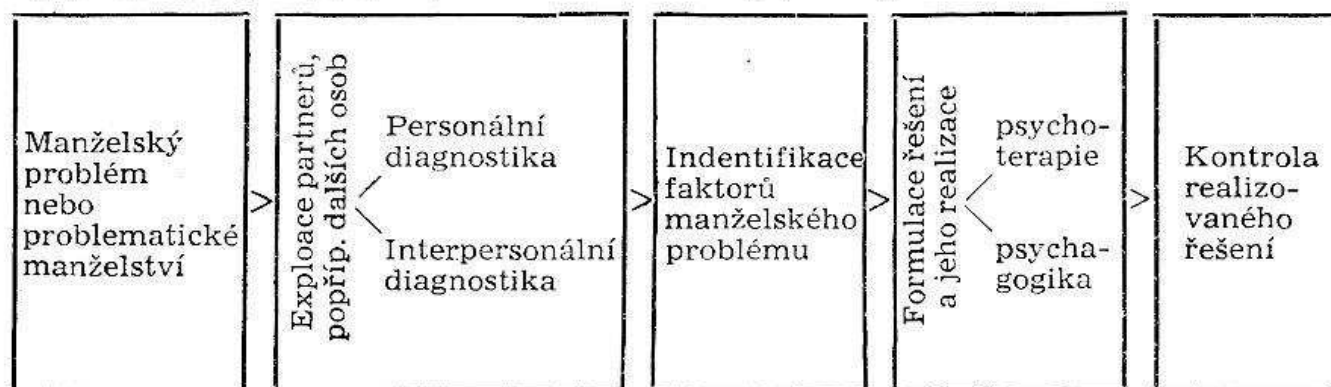 Manželský
problém
nebo
problematické
manželství
>
Exploace partnerů,
popříp. dalších osob
Personální
diagnostika
Interpersonální
diagnostika
>
Indentifikace
faktorů
manželského
problému
>
Formulace řešení
a jeho realizace
psycho-
terapie
psycha-
gogika
>
Kontrola
realizo-
vaného
řešení